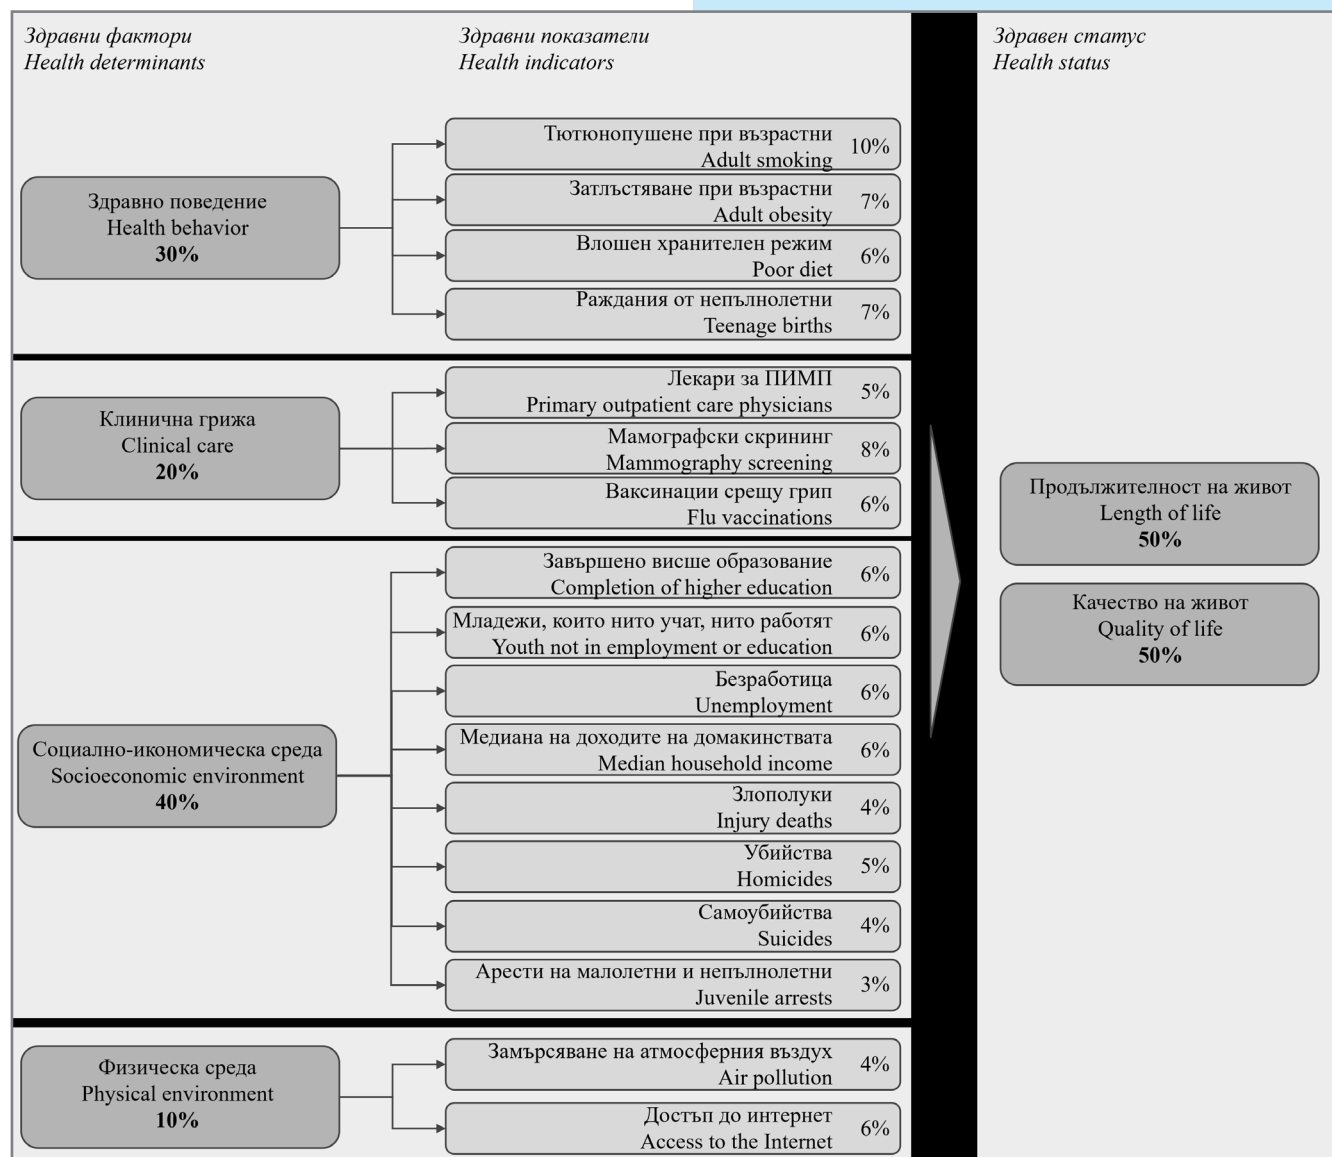 Здравни фактори
Health determinants
Здравни показатели
Health indicators
Здравен статус
Health status
Здравно поведение
Health behavior
30%
Тютюнопушене при възрастни
Adult smoking
10%
Затлъстяване при възрастни
Adult obesity
7%
Влошен хранителен режим
Poor diet
6%
Раждания от непълнолетни
Teenage births
7%
Клинична грижа
Clinical care
20%
Лекари за ПИМП
Primary outpatient care physicians
5%
Мамографски скрининг
Mammography screening
8%
Ваксинации срещу грип
Flu vaccinations
6%
Социално-икономическа среда
Socioeconomic environment
40%
Завършено висше образование
Completion of higher education
6%
Младежи, които нито учат, нито работят
Youth not in employment or education
6%
Безработица
Unemployment
6%
Медиана на доходите на домакинствата
Median household income
6%
Злополуки
Injury deaths
4%
Убийства
Homicides
5%
Самоубийства
Suicides
4%
Арести на малолетни и непълнолетни
Juvenile arrests
3%
Физическа среда
Physical environment
10%
Замърсяване на атмосферния въздух
Air pollution
4%
Достъп до интернет
Access to the Internet
6%
Продължителност на живот
Length of life
50%
Качество на живот
Quality of life
50%